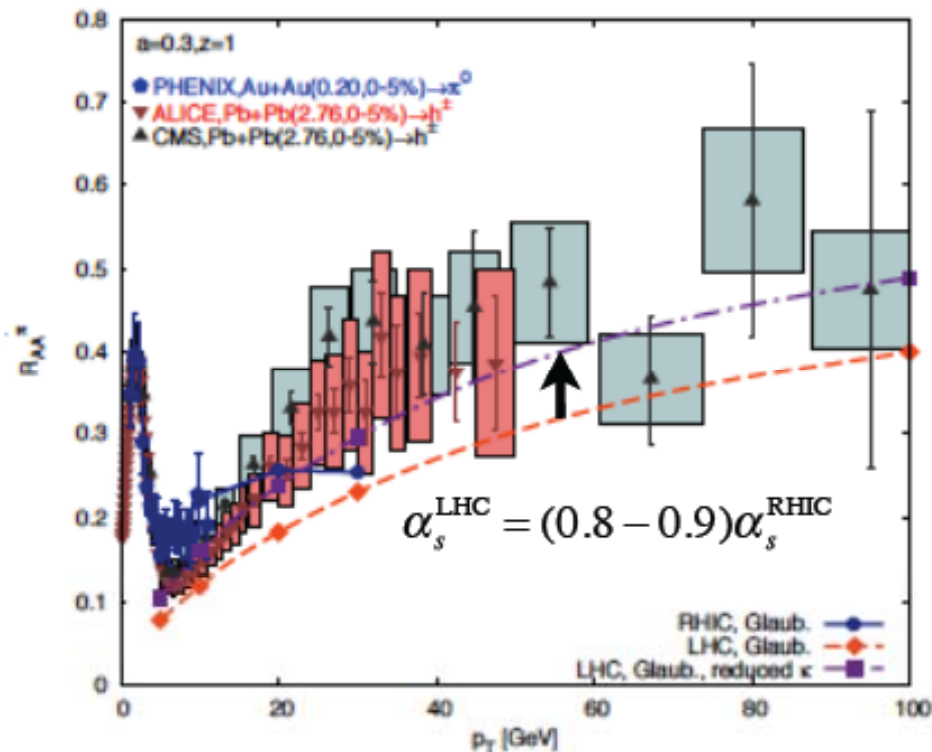 0.8
0.7
0.6
0.5
0.4
0.3
0.2
0.1
0
R_AA^π
a=0.3,z=1
PHENIX,Au+Au(0.20,0-5%)→π⁰
ALICE,Pb+Pb(2.76,0-5%)→h±
CMS,Pb+Pb(2.76,0-5%)→h±
α_s^LHC = (0.8 – 0.9)α_s^RHIC
RHIC, Glaub.
LHC, Glaub.
LHC, Glaub., reduced κ
0 20 40 60 80 100
p_T [GeV]